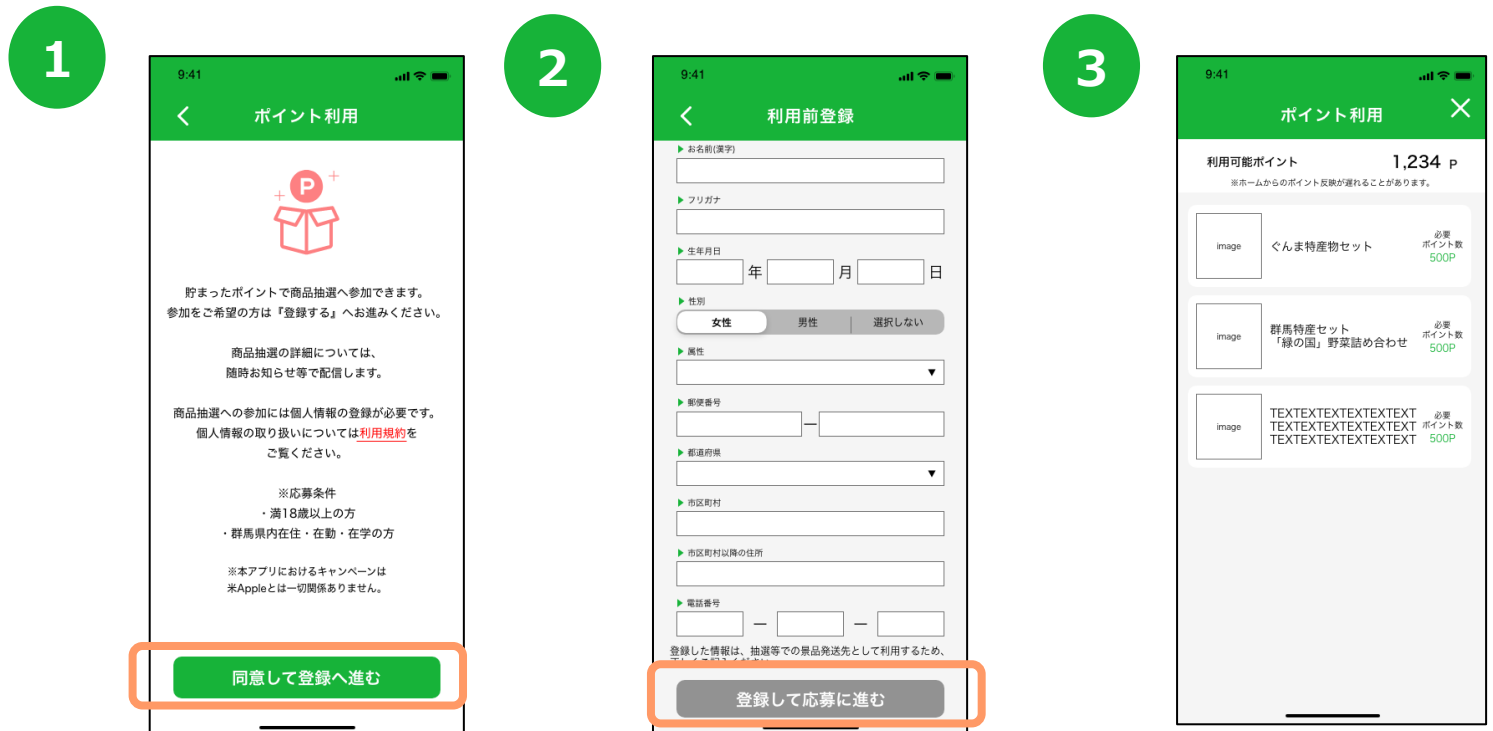 1
9:41
ポイント利用
P
貯まったポイントで商品抽選へ参加できます。
参加をご希望の方は『登録する』へお進みください。
商品抽選の詳細については、
随時お知らせ等で配信します。
商品抽選への参加には個人情報の登録が必要です。
個人情報の取り扱いについては利用規約を
ご覧ください。
※応募条件
・満18歳以上の方
・群馬県内在住・在勤・在学の方
※本アプリにおけるキャンペーンは
米Appleとは一切関係ありません。
同意して登録へ進む
2
9:41
利用前登録
お名前(漢字)
フリガナ
生年月日
年 月 日
性別
女性 男性 選択しない
属性
郵便番号
都道府県
市区町村
市区町村以降の住所
電話番号
登録した情報は、抽選等での景品発送先として利用するため、
登録して応募に進む
3
9:41
ポイント利用
利用可能ポイント 1,234 P
※ホームからのポイント反映が遅れることがあります。
image
ぐんま特産物セット
必要
ポイント数
500P
image
群馬特産セット
「緑の国」野菜詰め合わせ
必要
ポイント数
500P
image
TEXTEXTEXTEXTEXTEXT
TEXTEXTEXTEXTEXTEXT
TEXTEXTEXTEXTEXTEXT
必要
ポイント数
500P